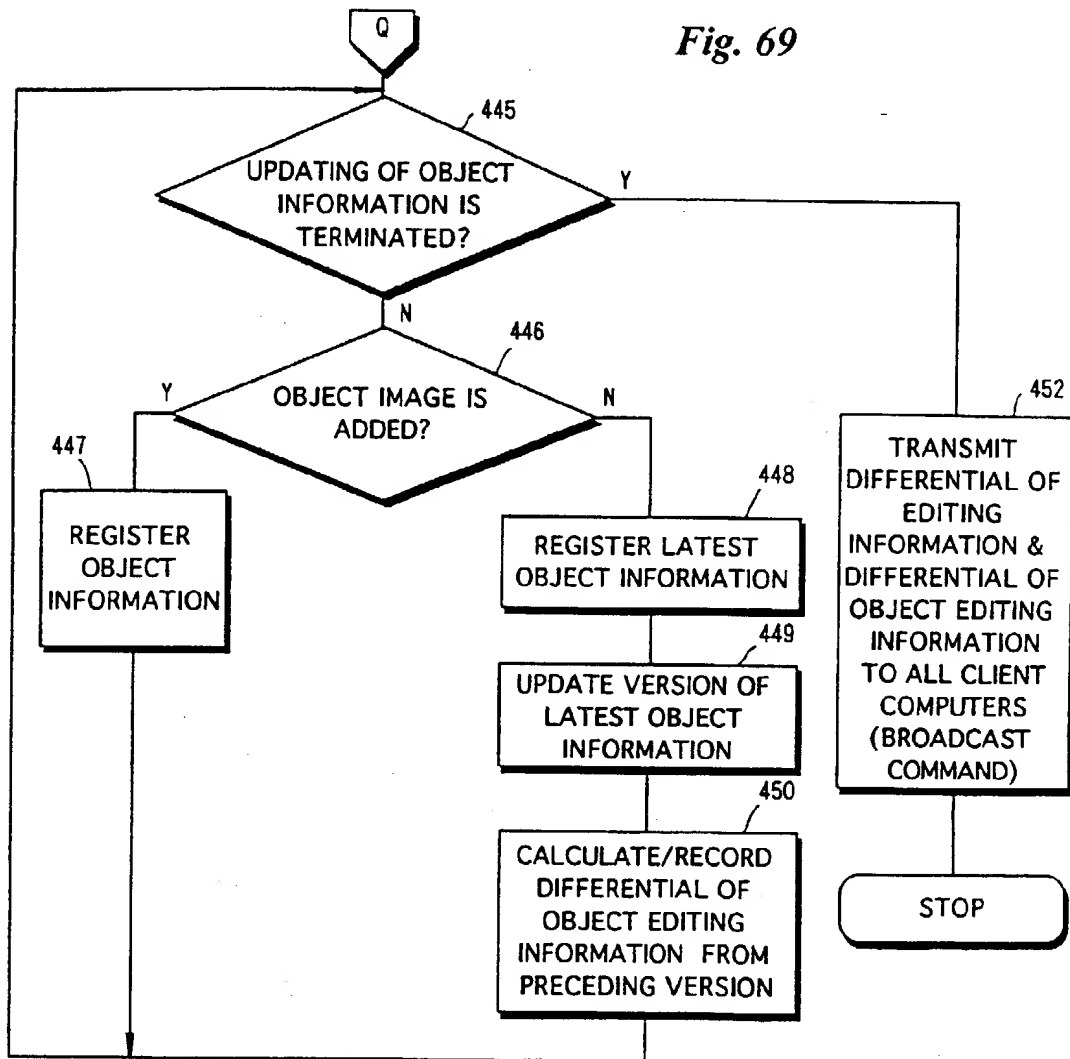 Q
Fig. 69
445
UPDATING OF OBJECT
INFORMATION IS
TERMINATED?
Y
N
446
OBJECT IMAGE IS
ADDED?
Y
N
447
REGISTER
OBJECT
INFORMATION
448
REGISTER LATEST
OBJECT INFORMATION
449
UPDATE VERSION OF
LATEST OBJECT
INFORMATION
450
CALCULATE/RECORD
DIFFERENTIAL OF
OBJECT EDITING
INFORMATION FROM
PRECEDING VERSION
452
TRANSMIT
DIFFERENTIAL OF
EDITING
INFORMATION &
DIFFERENTIAL OF
OBJECT EDITING
INFORMATION
TO ALL CLIENT
COMPUTERS
(BROADCAST
COMMAND)
STOP